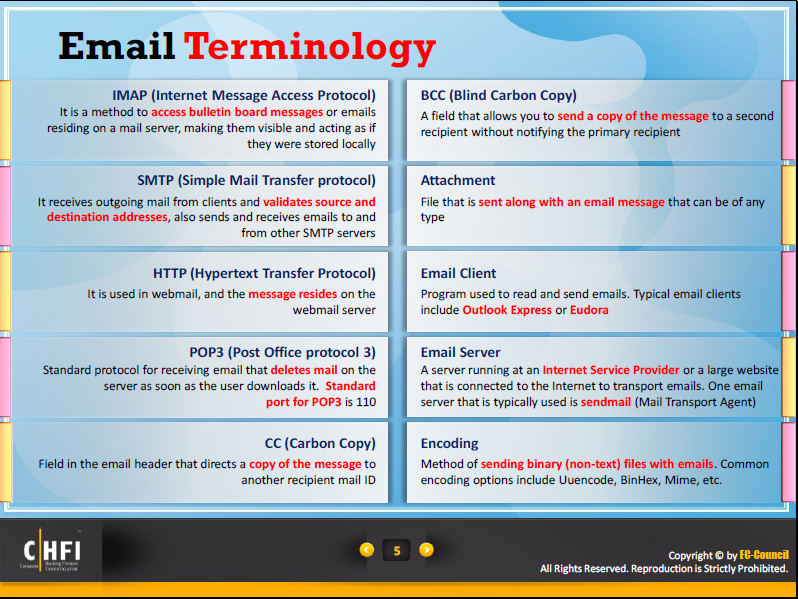 Email Terminology
IMAP (Internet Message Access Protocol)
It is a method to access bulletin board messages or emails
residing on a mail server, making them visible and acting as if
they were stored locally
SMTP (Simple Mail Transfer protocol)
It receives outgoing mail from clients and validates source and
destination addresses, also sends and receives emails to and
from other SMTP servers
HTTP (Hypertext Transfer Protocol)
It is used in webmail, and the message resides on the
webmail server
POP3 (Post Office protocol 3)
Standard protocol for receiving email that deletes mail on the
server as soon as the user downloads it. Standard
port for POP3 is 110
CC (Carbon Copy)
Field in the email header that directs a copy of the message to
another recipient mail ID
BCC (Blind Carbon Copy)
A field that allows you to send a copy of the message to a second
recipient without notifying the primary recipient
Attachment
File that is sent along with an email message that can be of any
type
Email Client
Program used to read and send emails. Typical email clients
include Outlook Express or Eudora
Email Server
A server running at an Internet Service Provider or a large website
that is connected to the Internet to transport emails. One email
server that is typically used is sendmail (Mail Transport Agent)
Encoding
Method of sending binary (non-text) files with emails. Common
encoding options include Uuencode, BinHex, Mime, etc.
CHFI
Computer Hacking Forensic
INVESTIGATOR
5
Copyright © by EC-Council
All Rights Reserved. Reproduction is Strictly Prohibited.